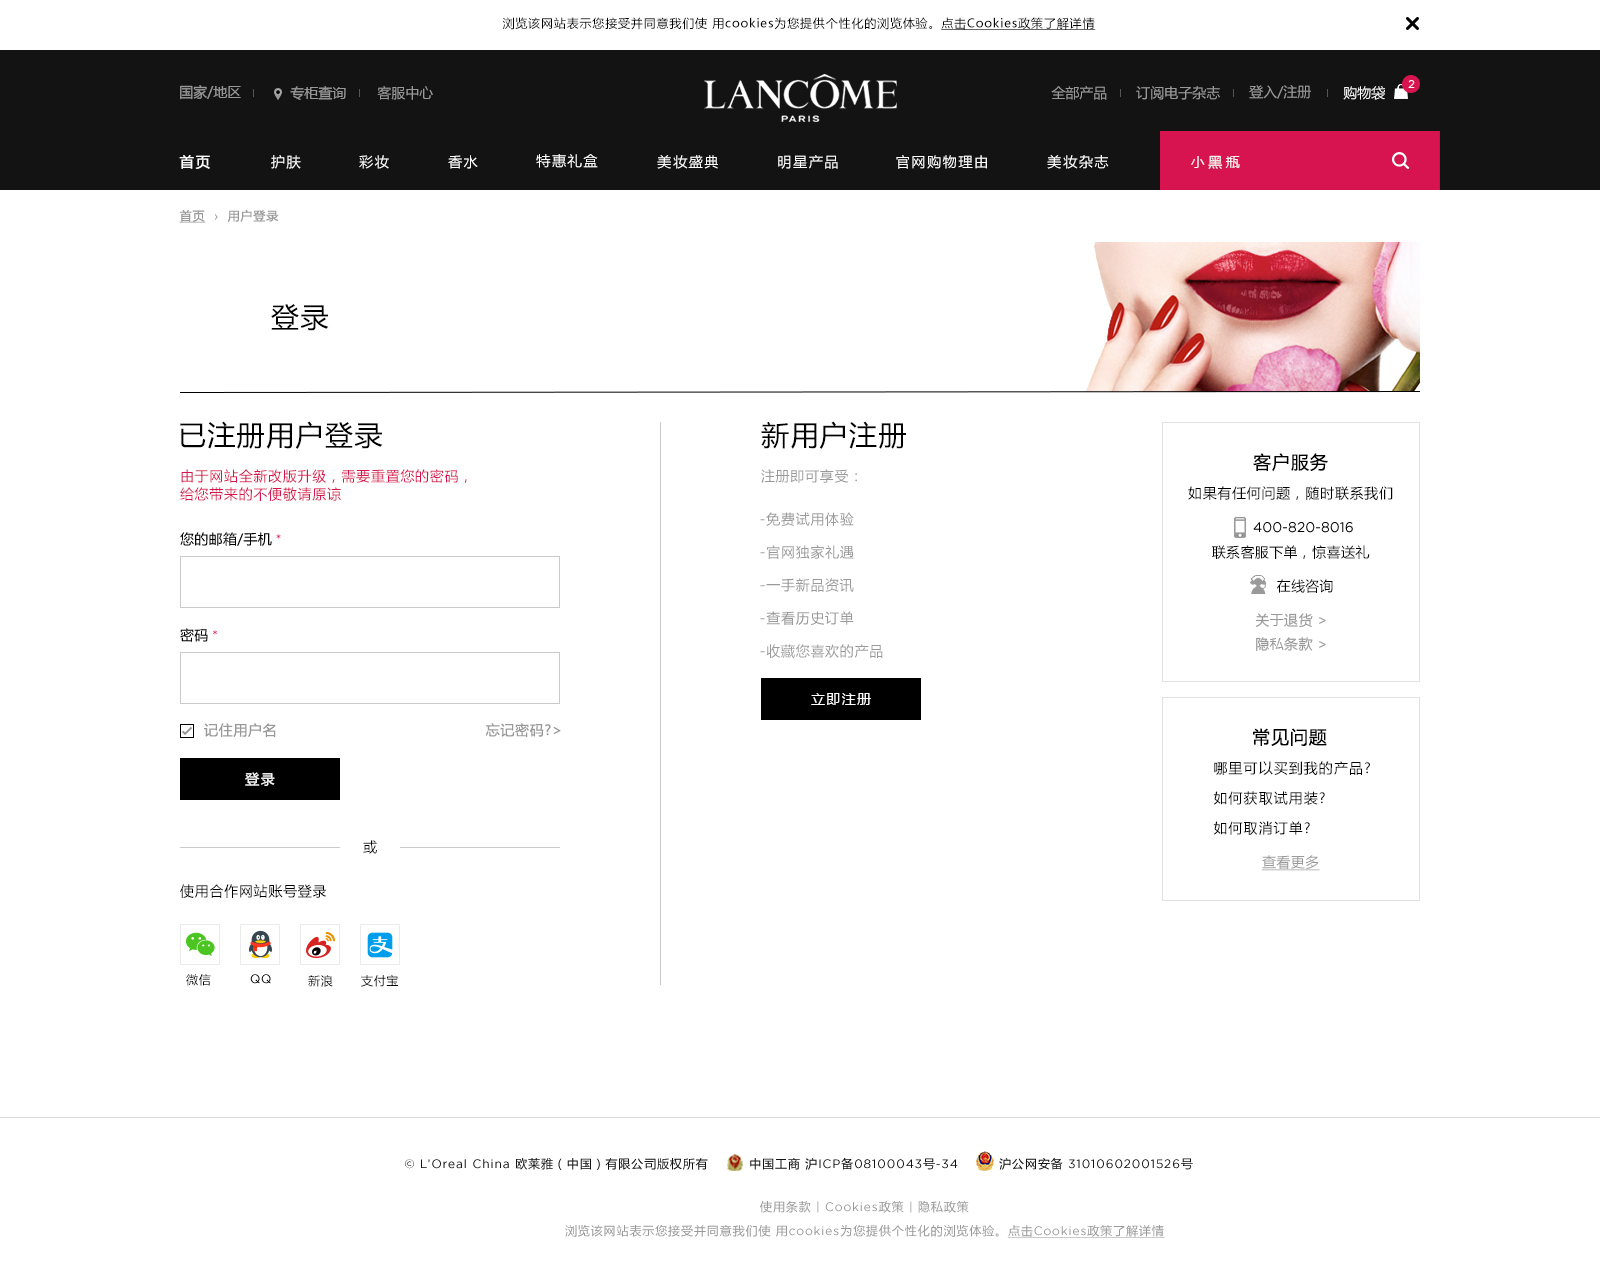 浏览该网站表示您接受并同意我们使 用cookies为您提供个性化的浏览体验。点击Cookies政策了解详情
国家/地区 专柜查询 客服中心
LANCÔME
PARIS
全部产品 订阅电子杂志 登入/注册 购物袋 2
首页 护肤 彩妆 香水 特惠礼盒 美妆盛典 明星产品 官网购物理由 美妆杂志 小黑瓶
首页 › 用户登录
登录
已注册用户登录
由于网站全新改版升级，需要重置您的密码，
给您带来的不便敬请原谅
您的邮箱/手机 *
密码 *
记住用户名 忘记密码?>
登录
或
使用合作网站账号登录
微信 QQ 新浪 支付宝
新用户注册
注册即可享受：
-免费试用体验
-官网独家礼遇
-一手新品资讯
-查看历史订单
-收藏您喜欢的产品
立即注册
客户服务
如果有任何问题，随时联系我们
400-820-8016
联系客服下单，惊喜送礼
在线咨询
关于退货 >
隐私条款 >
常见问题
哪里可以买到我的产品?
如何获取试用装?
如何取消订单?
查看更多
© L'Oreal China 欧莱雅（中国）有限公司版权所有 中国工商 沪ICP备08100043号-34 沪公网安备 31010602001526号
使用条款 | Cookies政策 | 隐私政策
浏览该网站表示您接受并同意我们使 用cookies为您提供个性化的浏览体验。点击Cookies政策了解详情